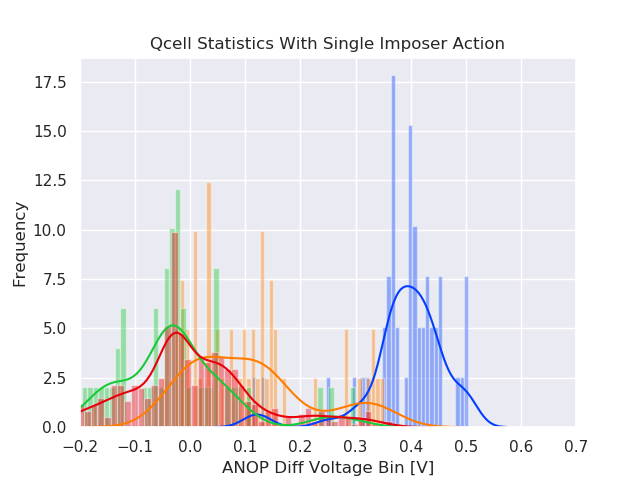 Qcell Statistics With Single Imposer Action
17.5
15.0
12.5
10.0
7.5
5.0
2.5
0.0
Frequency
−0.2 −0.1 0.0 0.1 0.2 0.3 0.4 0.5 0.6 0.7
ANOP Diff Voltage Bin [V]